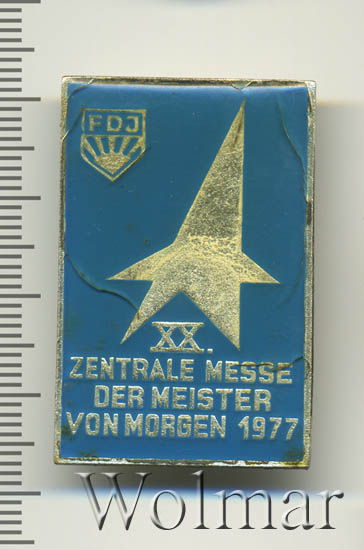 FDJ
XX.
ZENTRALE MESSE
DER MEISTER
VON MORGEN 1977
Wolmar